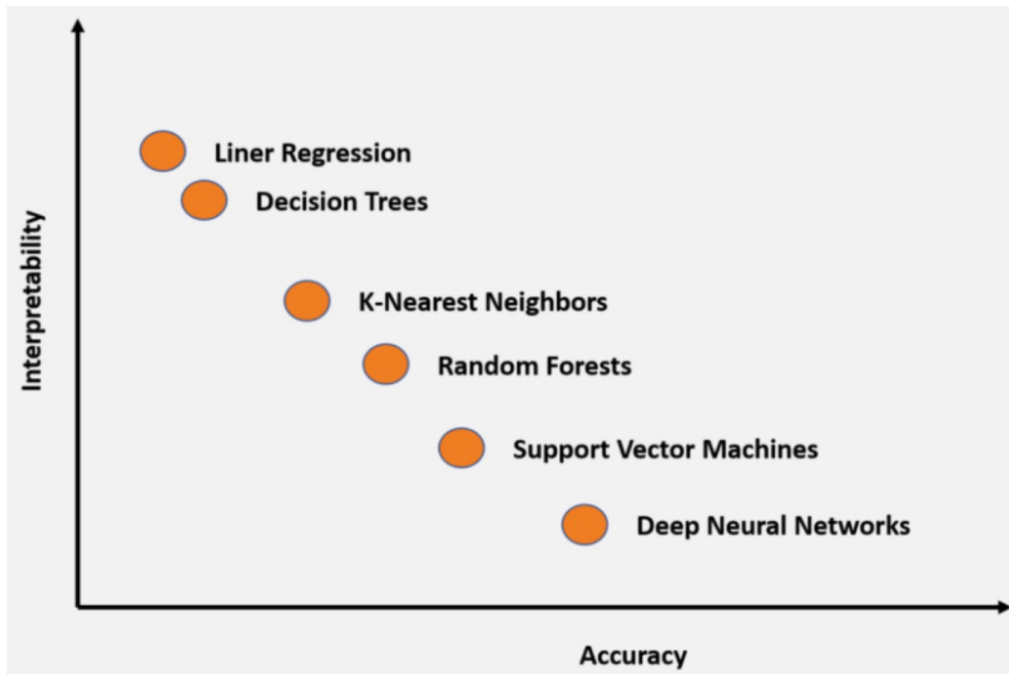 Liner Regression
Decision Trees
K-Nearest Neighbors
Random Forests
Support Vector Machines
Deep Neural Networks
Interpretability
Accuracy